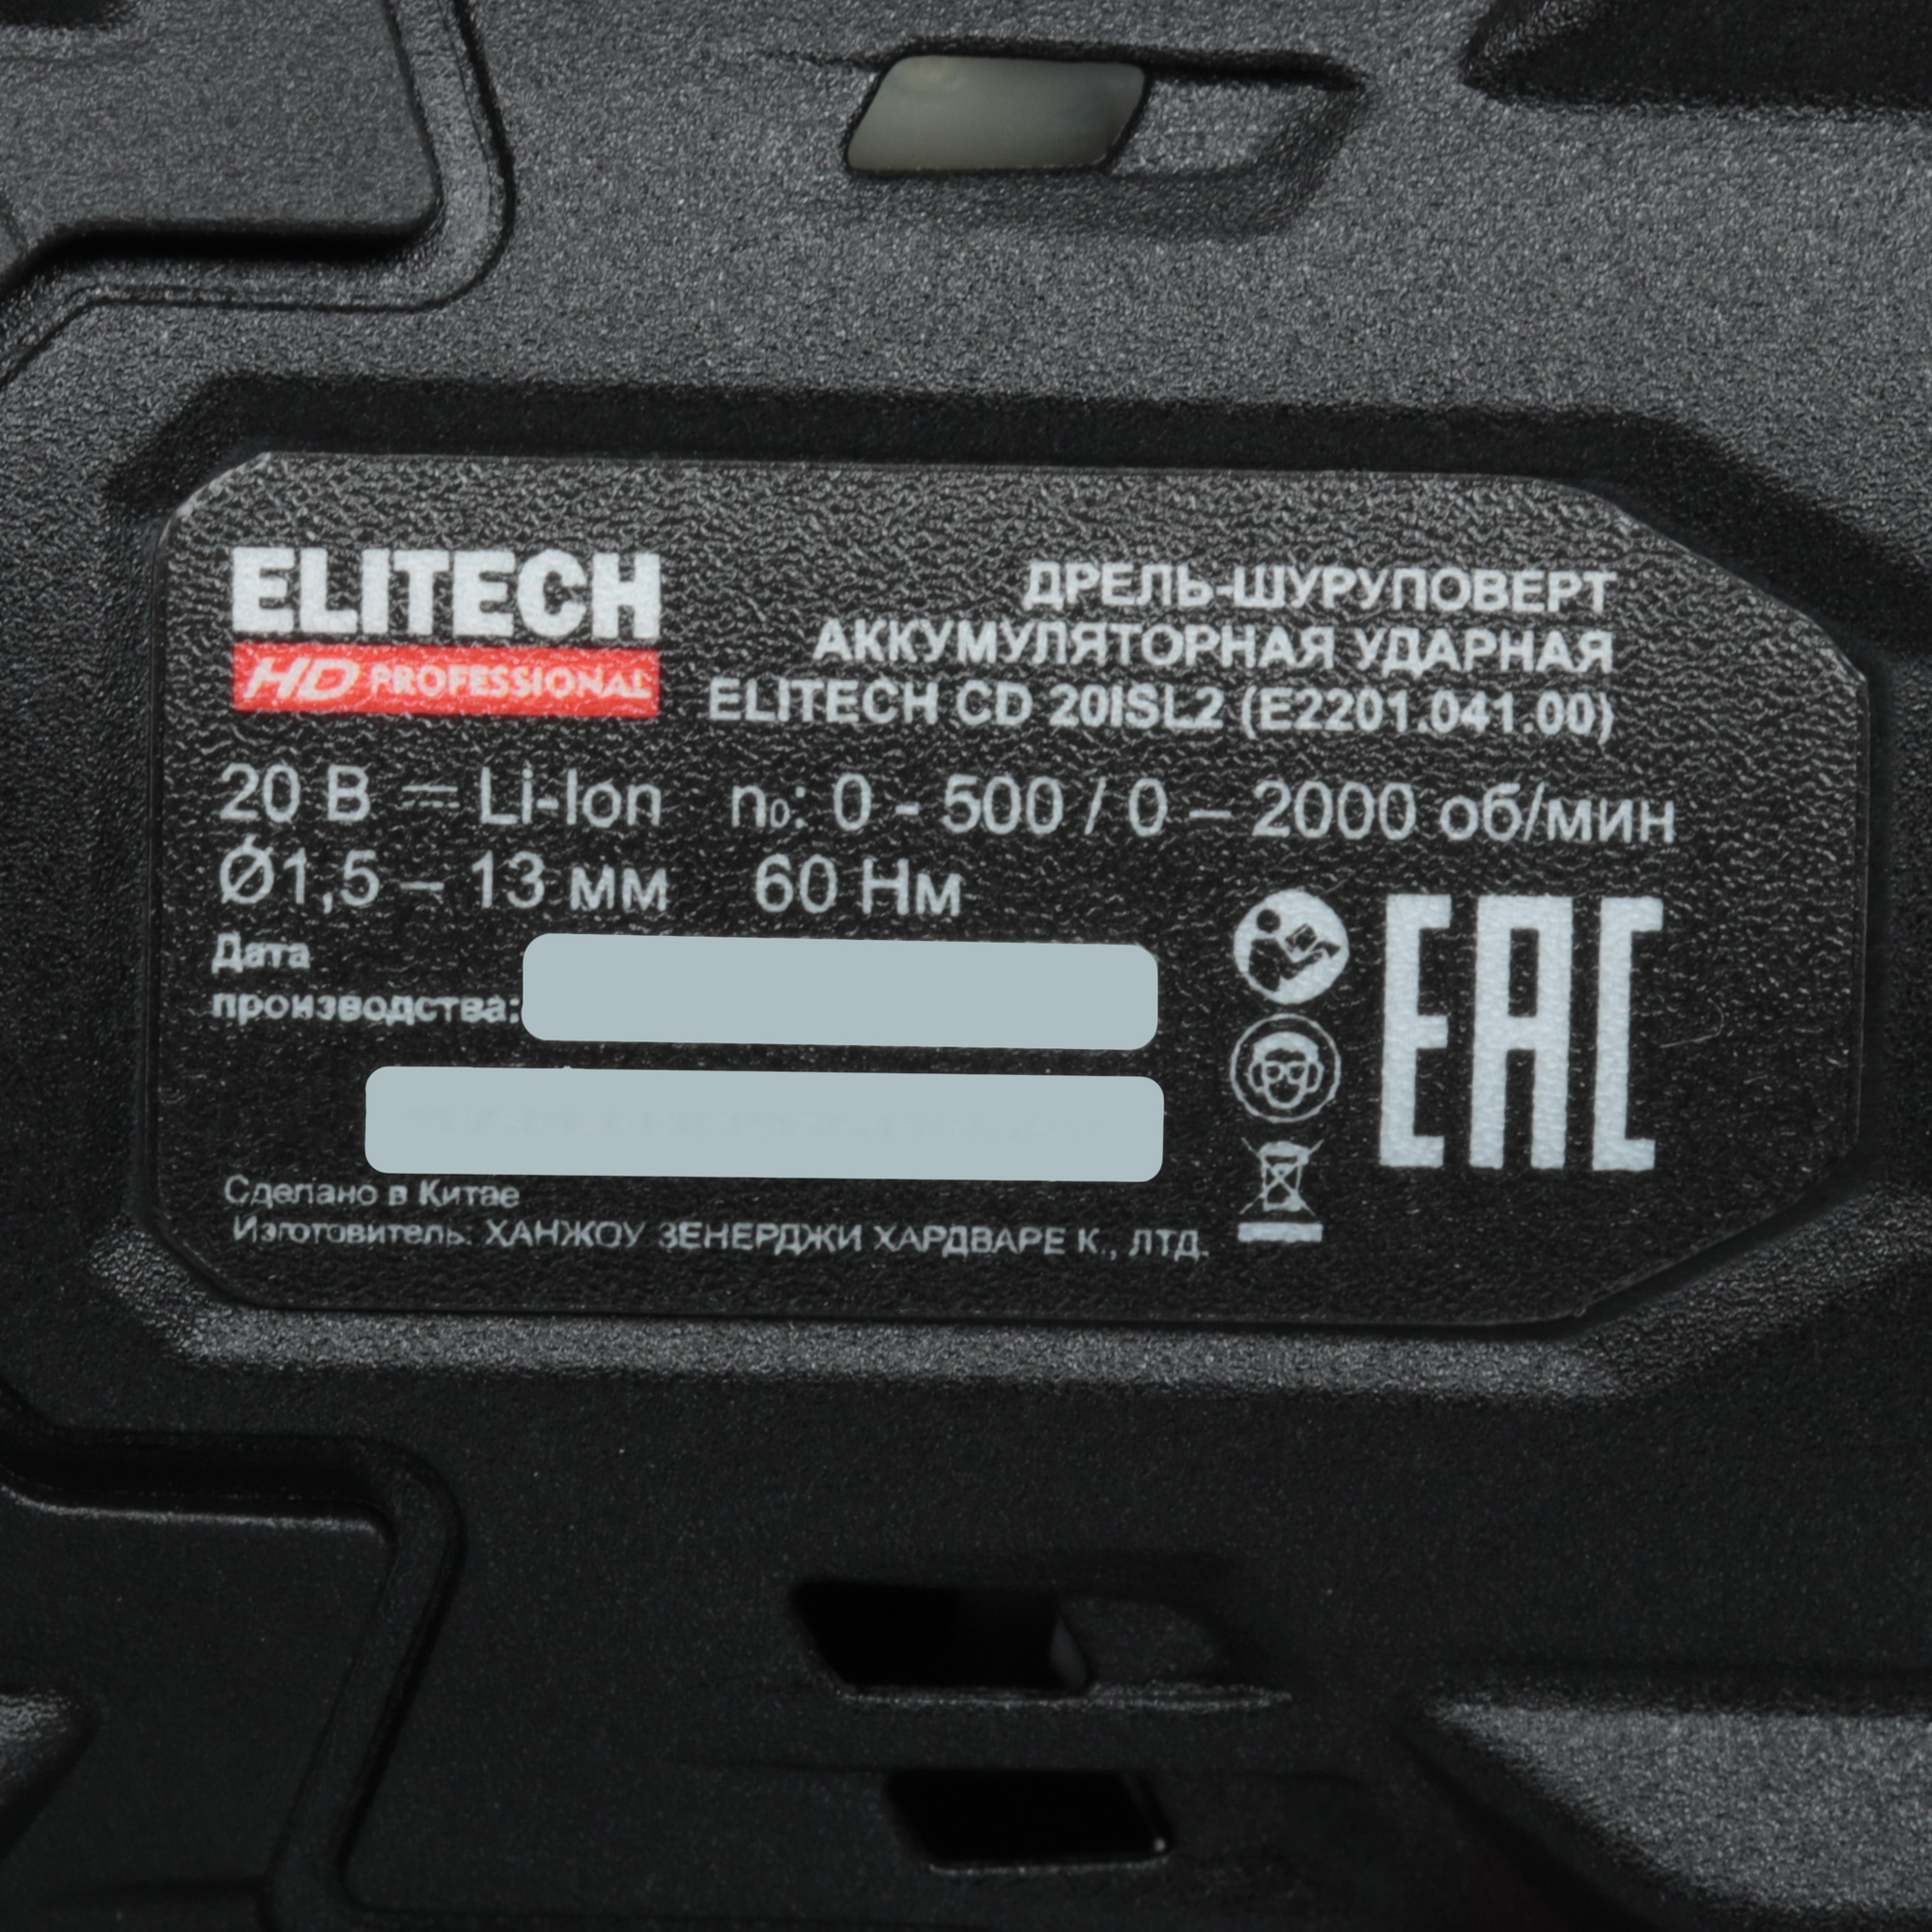 ELITECH
HD PROFESSIONAL
ДРЕЛЬ-ШУРУПОВЕРТ
АККУМУЛЯТОРНАЯ УДАРНАЯ
ELITECH CD 20ISL2 (E2201.041.00)
20 В ⎓ Li-Ion n₀: 0 - 500 / 0 – 2000 об/мин
Ø1,5 – 13 мм 60 Нм
Дата
производства:
EAC
Сделано в Китае
Изготовитель: ХАНЖОУ ЗЕНЕРДЖИ ХАРДВАРЕ К., ЛТД.